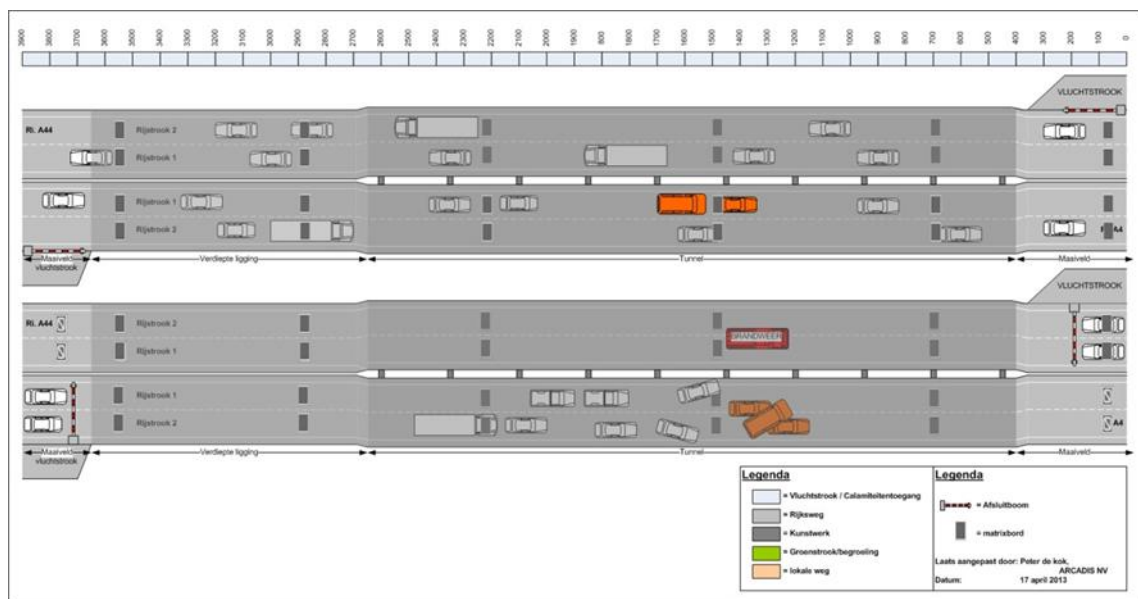 3900 3800 3700 3600 3500 3400 3300 3200 3100 3000 2900 2800 2700 2600 2500 2400 2300 2200 2100 2000 1900 1800 1700 1600 1500 1400 1300 1200 1100 1000 900 800 700 600 500 400 300 200 100 0
VLUCHTSTROOK
Ri. A44 Rijstrook 2
Rijstrook 1
Rijstrook 1
Rijstrook 2 A4
Maaiveld Verdiepte ligging Tunnel Maaiveld
vluchtstrook
VLUCHTSTROOK
Ri. A44 Rijstrook 2
Rijstrook 1 BRANDWEER
Rijstrook 1
Rijstrook 2 A4
Maaiveld Verdiepte ligging Tunnel Maaiveld
vluchtstrook
Legenda
= Vluchtstrook / Calamiteitentoegang
= Rijksweg
= Kunstwerk
= Groenstrook/begroeiing
= lokale weg
Legenda
= Afsluitboom
= matrixbord
Laats aangepast door: Peter de kok,
ARCADIS NV
Datum: 17 april 2013